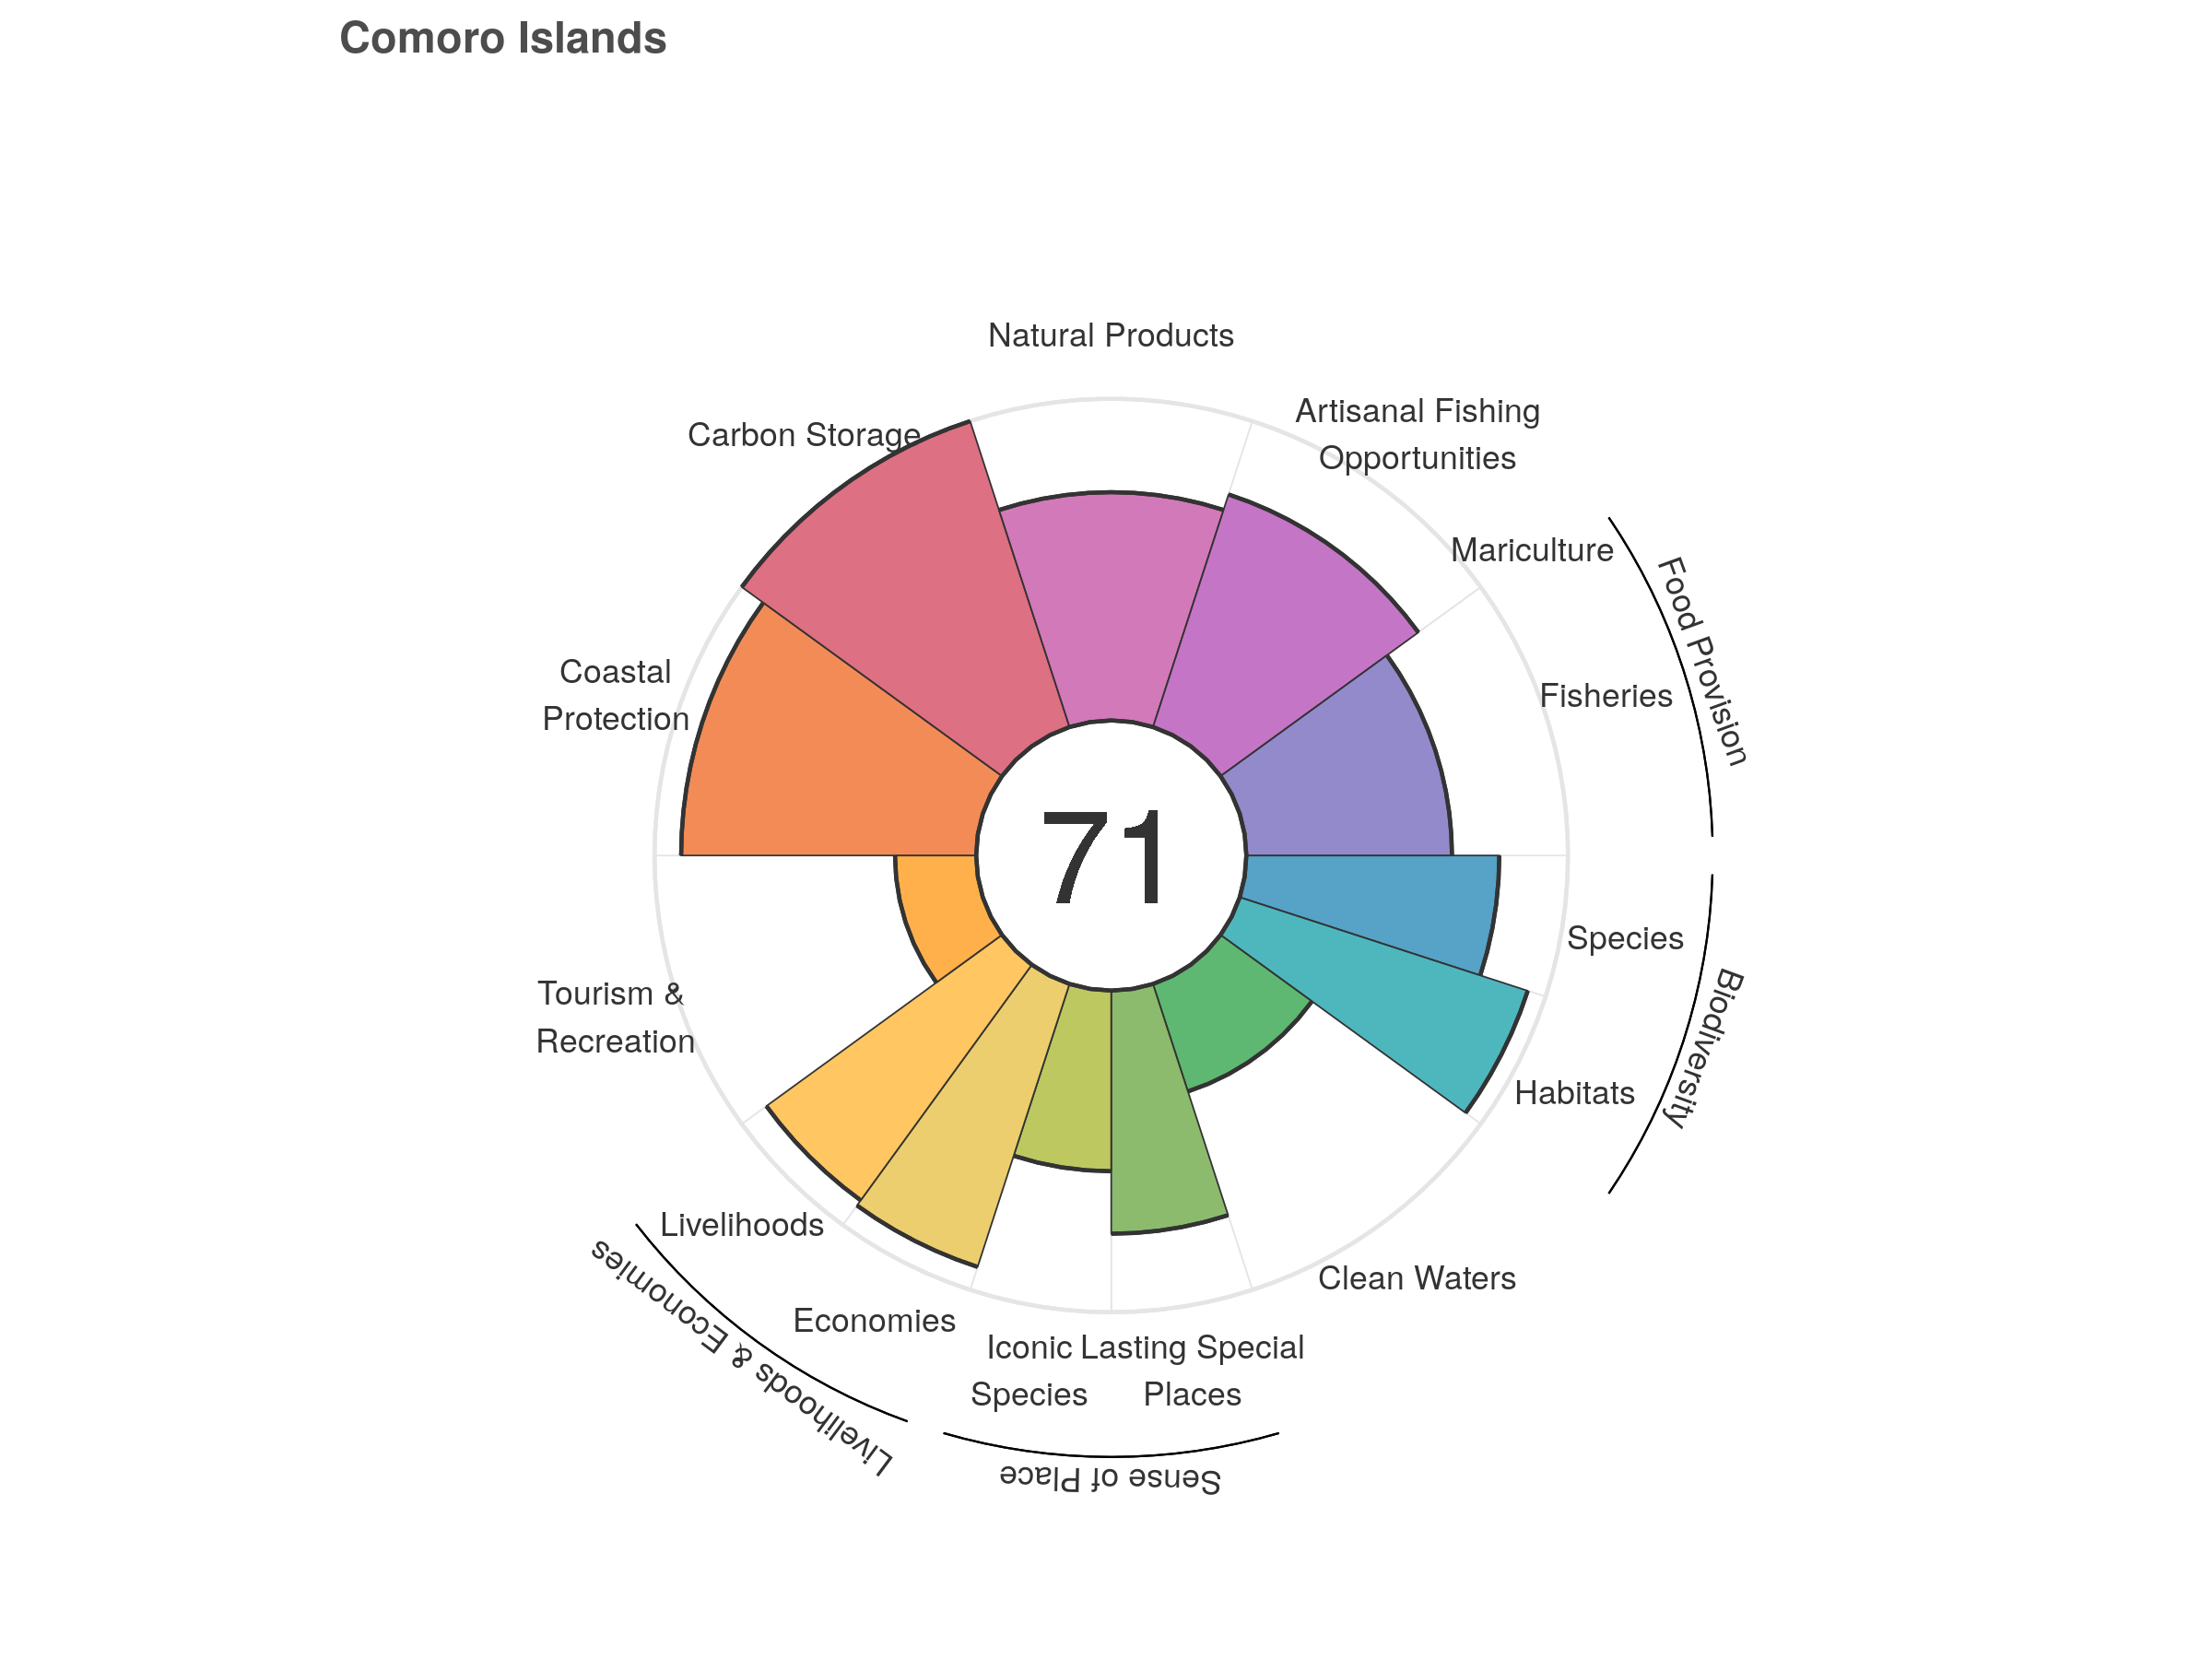 Comoro Islands
Natural Products
Artisanal Fishing
Opportunities
Carbon Storage
Mariculture
Food Provision
Fisheries
Coastal
Protection
71
Species
Biodiversity
Tourism &
Recreation
Habitats
Livelihoods
Livelihoods & Economies
Clean Waters
Economies
Iconic
Species
Lasting Special
Places
Sense of Place